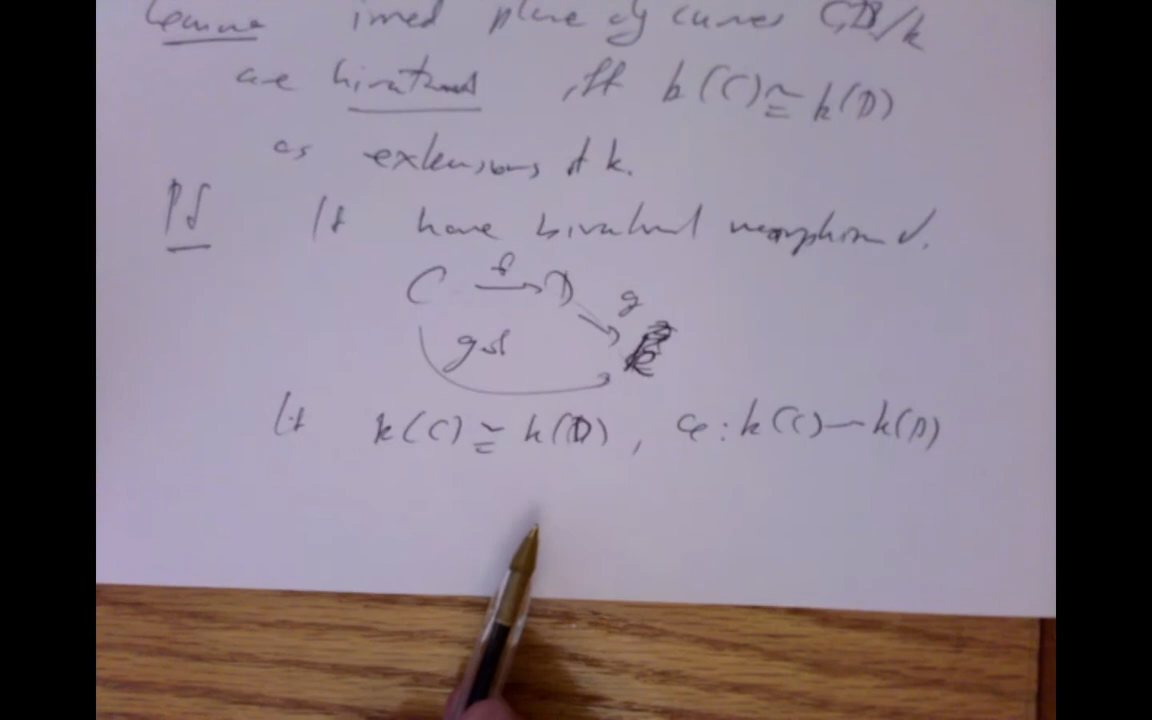 Lemma irred plane alg curves C,D/k
are birational iff k(C)≅k(D)
as extensions of k.
Pf If have birational morphism ✓.
C f→ D g
g∘f
If k(C)≅k(D), φ: k(C)→k(D)